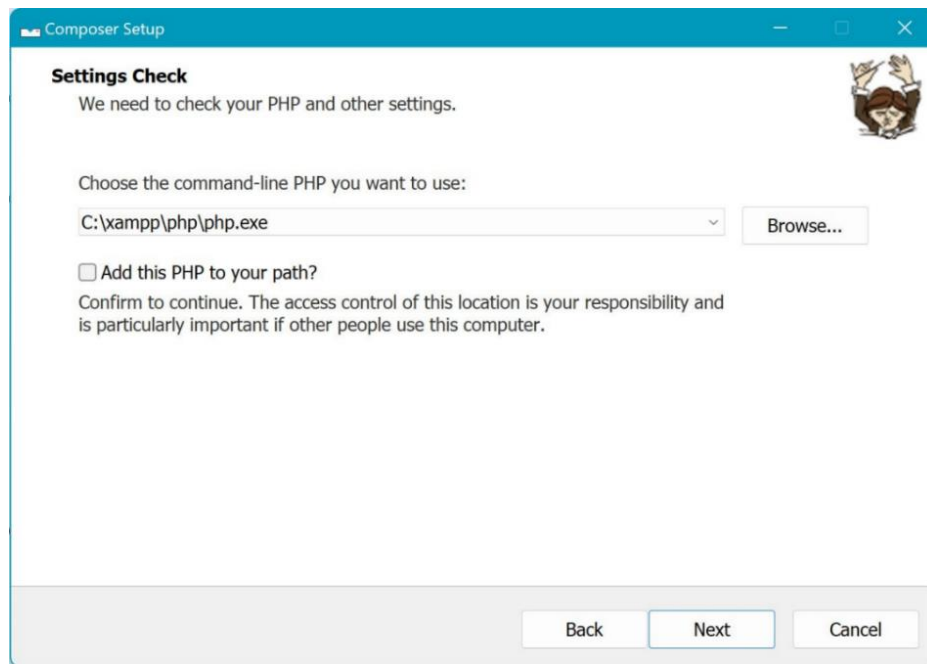 Composer Setup
Settings Check
We need to check your PHP and other settings.
Choose the command-line PHP you want to use:
C:\xampp\php\php.exe
Browse...
Add this PHP to your path?
Confirm to continue. The access control of this location is your responsibility and
is particularly important if other people use this computer.
Back Next Cancel